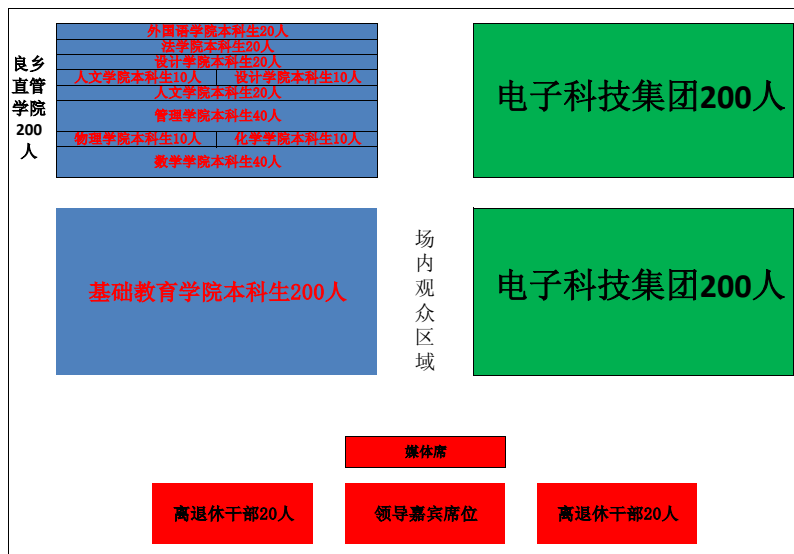 良乡
直管
学院
200
人
外国语学院本科生20人
法学院本科生20人
设计学院本科生20人
人文学院本科生10人
设计学院本科生10人
人文学院本科生20人
管理学院本科生40人
物理学院本科生10人
化学学院本科生10人
数学学院本科生40人
电子科技集团200人
基础教育学院本科生200人
场
内
观
众
区
域
电子科技集团200人
媒体席
离退休干部20人
领导嘉宾席位
离退休干部20人